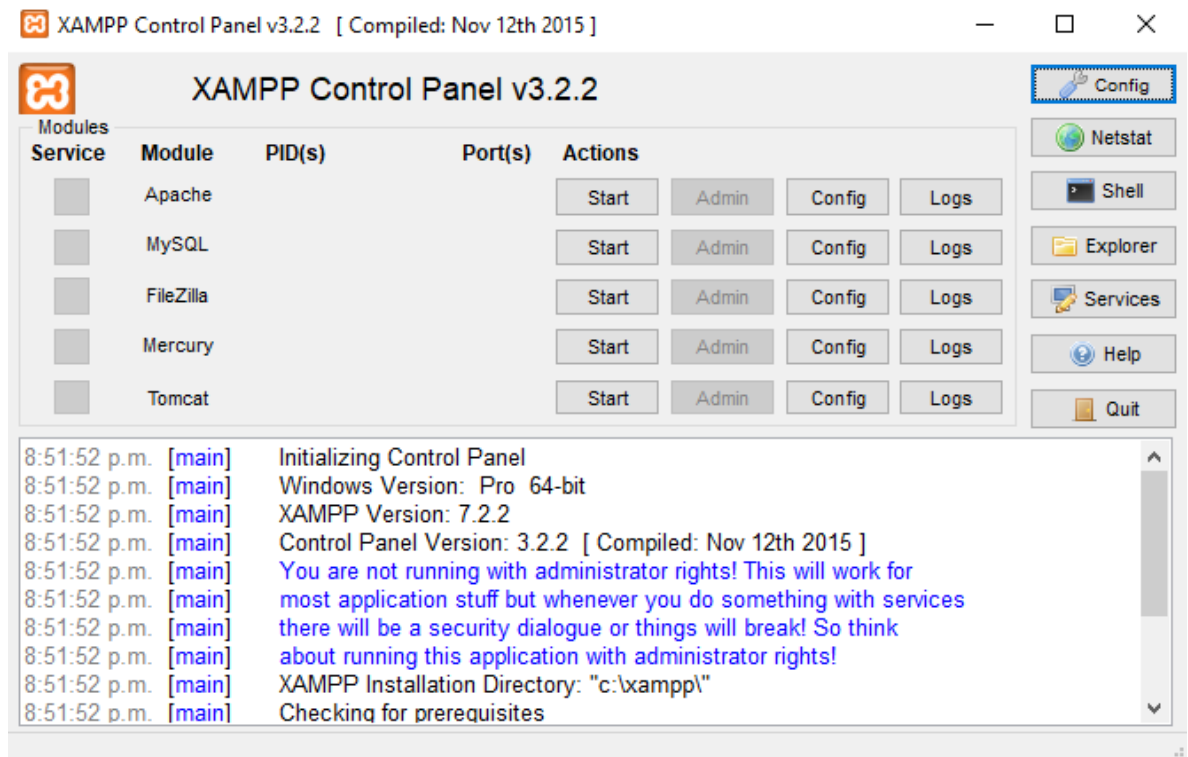 XAMPP Control Panel v3.2.2 [ Compiled: Nov 12th 2015 ]
XAMPP Control Panel v3.2.2
Config
Modules
Netstat
Service Module PID(s) Port(s) Actions
Apache Start Admin Config Logs
Shell
MySQL Start Admin Config Logs
Explorer
FileZilla Start Admin Config Logs
Services
Mercury Start Admin Config Logs
Help
Tomcat Start Admin Config Logs
Quit
8:51:52 p.m. [main] Initializing Control Panel
8:51:52 p.m. [main] Windows Version: Pro 64-bit
8:51:52 p.m. [main] XAMPP Version: 7.2.2
8:51:52 p.m. [main] Control Panel Version: 3.2.2 [ Compiled: Nov 12th 2015 ]
8:51:52 p.m. [main] You are not running with administrator rights! This will work for
8:51:52 p.m. [main] most application stuff but whenever you do something with services
8:51:52 p.m. [main] there will be a security dialogue or things will break! So think
8:51:52 p.m. [main] about running this application with administrator rights!
8:51:52 p.m. [main] XAMPP Installation Directory: "c:\xampp\"
8:51:52 p.m. [main] Checking for prerequisites